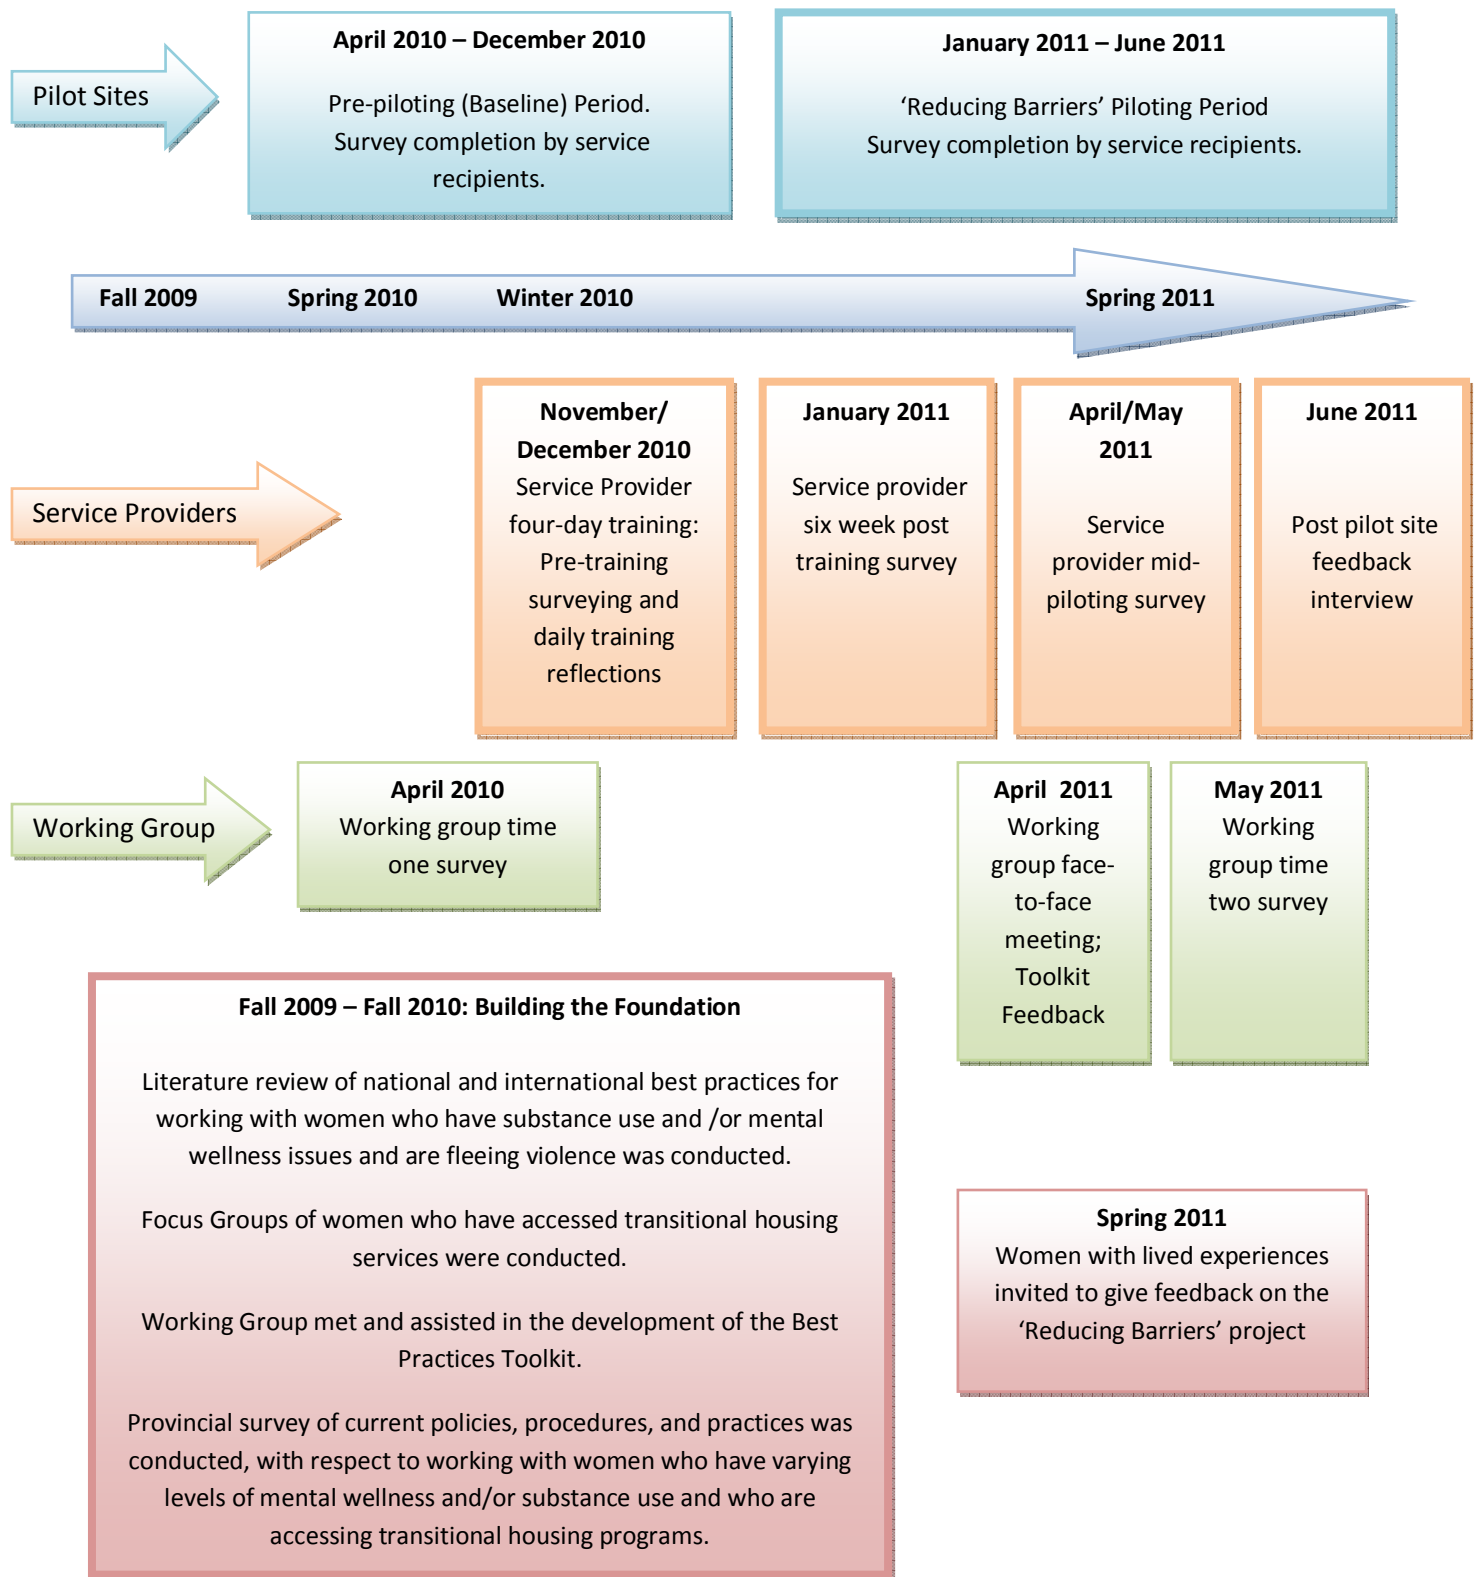 Pilot Sites
April 2010 – December 2010
Pre-piloting (Baseline) Period.
Survey completion by service
recipients.
January 2011 – June 2011
‘Reducing Barriers’ Piloting Period
Survey completion by service recipients.
Fall 2009 Spring 2010 Winter 2010 Spring 2011
Service Providers
November/
December 2010
Service Provider
four-day training:
Pre-training
surveying and
daily training
reflections
January 2011
Service provider
six week post
training survey
April/May
2011
Service
provider mid-
piloting survey
June 2011
Post pilot site
feedback
interview
Working Group
April 2010
Working group time
one survey
April 2011
Working
group face-
to-face
meeting;
Toolkit
Feedback
May 2011
Working
group time
two survey
Fall 2009 – Fall 2010: Building the Foundation
Literature review of national and international best practices for
working with women who have substance use and /or mental
wellness issues and are fleeing violence was conducted.
Focus Groups of women who have accessed transitional housing
services were conducted.
Working Group met and assisted in the development of the Best
Practices Toolkit.
Provincial survey of current policies, procedures, and practices was
conducted, with respect to working with women who have varying
levels of mental wellness and/or substance use and who are
accessing transitional housing programs.
Spring 2011
Women with lived experiences
invited to give feedback on the
‘Reducing Barriers’ project